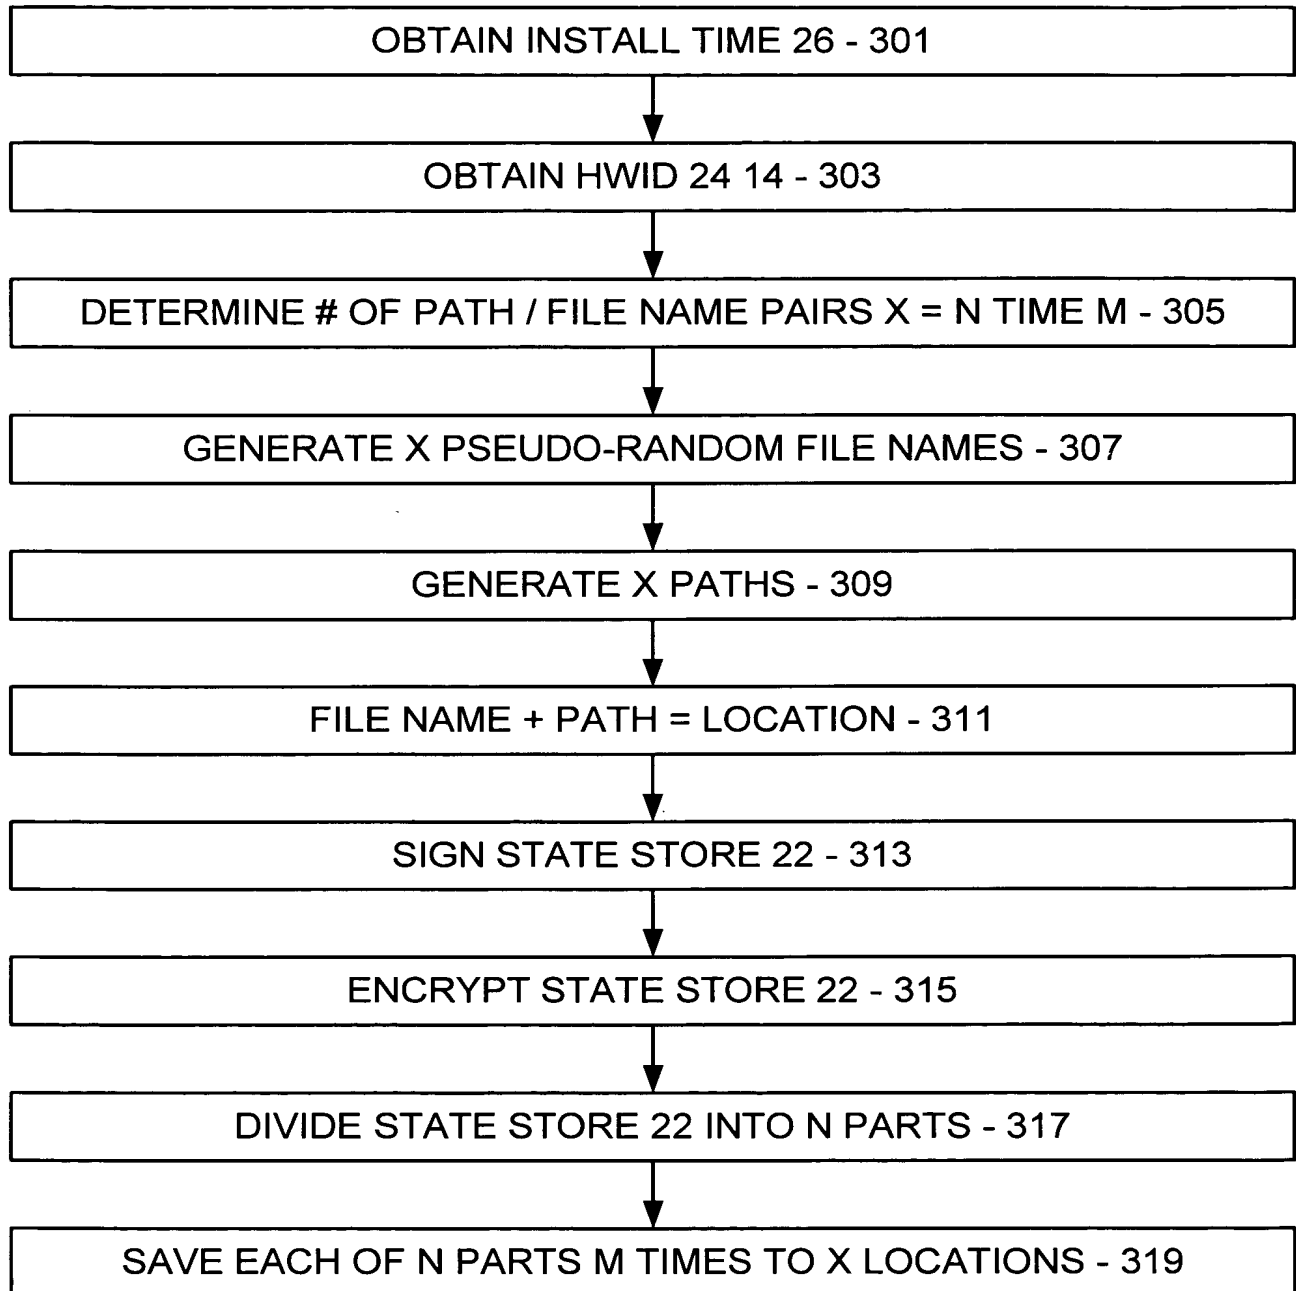 OBTAIN INSTALL TIME 26 - 301
OBTAIN HWID 24 14 - 303
DETERMINE # OF PATH / FILE NAME PAIRS X = N TIME M - 305
GENERATE X PSEUDO-RANDOM FILE NAMES - 307
GENERATE X PATHS - 309
FILE NAME + PATH = LOCATION - 311
SIGN STATE STORE 22 - 313
ENCRYPT STATE STORE 22 - 315
DIVIDE STATE STORE 22 INTO N PARTS - 317
SAVE EACH OF N PARTS M TIMES TO X LOCATIONS - 319